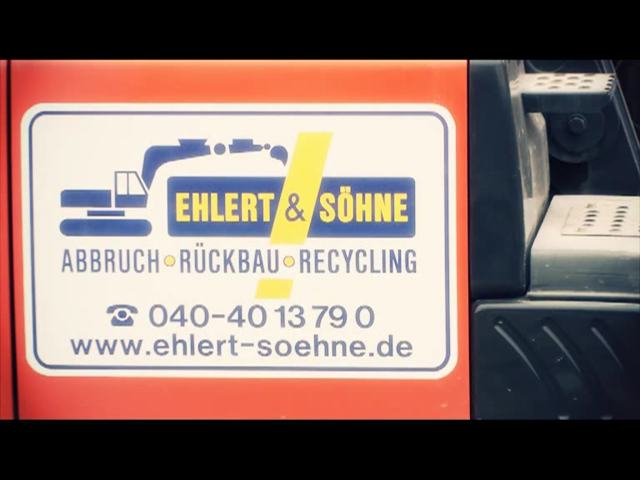 EHLERT & SÖHNE
ABBRUCH • RÜCKBAU • RECYCLING
☎ 040-40 13 79 0
www.ehlert-soehne.de